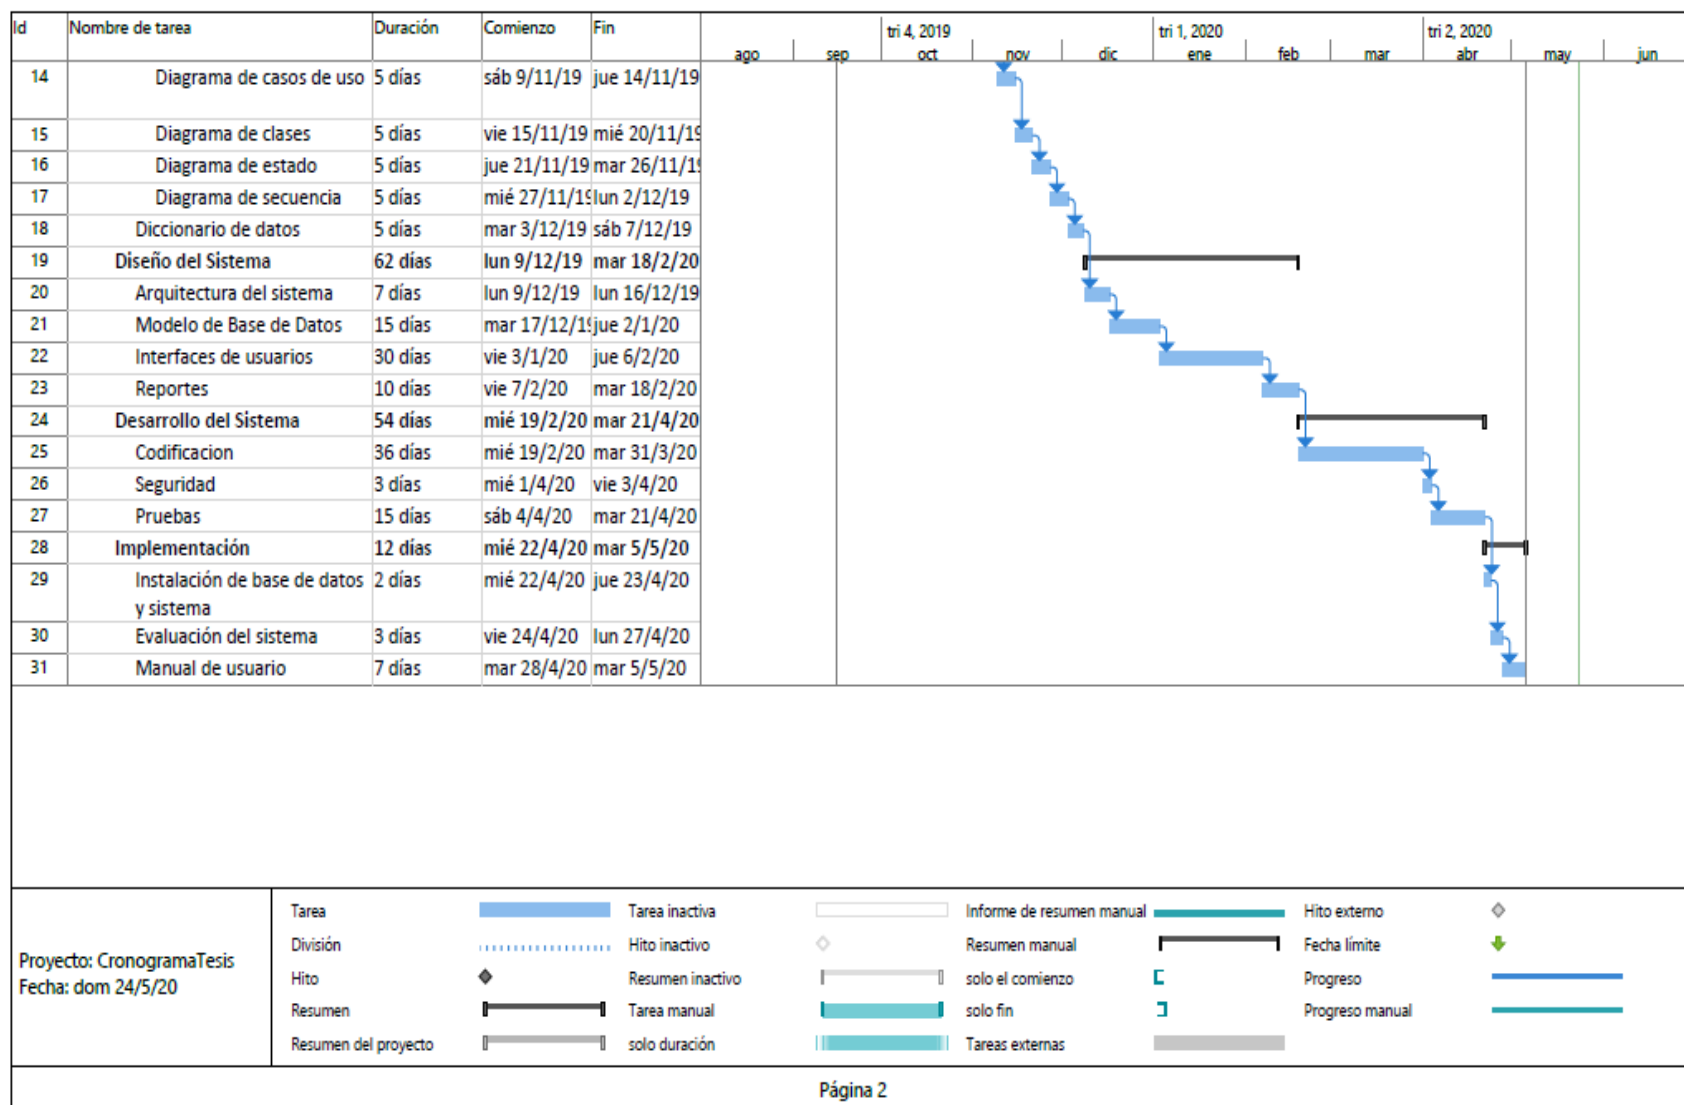 Id Nombre de tarea Duración Comienzo Fin
tri 4, 2019 tri 1, 2020 tri 2, 2020
ago sep oct nov dic ene feb mar abr may jun
14 Diagrama de casos de uso 5 días sáb 9/11/19 jue 14/11/19
15 Diagrama de clases 5 días vie 15/11/19 mié 20/11/19
16 Diagrama de estado 5 días jue 21/11/19 mar 26/11/19
17 Diagrama de secuencia 5 días mié 27/11/19 lun 2/12/19
18 Diccionario de datos 5 días mar 3/12/19 sáb 7/12/19
19 Diseño del Sistema 62 días lun 9/12/19 mar 18/2/20
20 Arquitectura del sistema 7 días lun 9/12/19 lun 16/12/19
21 Modelo de Base de Datos 15 días mar 17/12/19 jue 2/1/20
22 Interfaces de usuarios 30 días vie 3/1/20 jue 6/2/20
23 Reportes 10 días vie 7/2/20 mar 18/2/20
24 Desarrollo del Sistema 54 días mié 19/2/20 mar 21/4/20
25 Codificacion 36 días mié 19/2/20 mar 31/3/20
26 Seguridad 3 días mié 1/4/20 vie 3/4/20
27 Pruebas 15 días sáb 4/4/20 mar 21/4/20
28 Implementación 12 días mié 22/4/20 mar 5/5/20
29 Instalación de base de datos 2 días mié 22/4/20 jue 23/4/20
y sistema
30 Evaluación del sistema 3 días vie 24/4/20 lun 27/4/20
31 Manual de usuario 7 días mar 28/4/20 mar 5/5/20
Proyecto: CronogramaTesis
Fecha: dom 24/5/20
Tarea Tarea inactiva Informe de resumen manual Hito externo
División Hito inactivo Resumen manual Fecha límite
Hito Resumen inactivo solo el comienzo Progreso
Resumen Tarea manual solo fin Progreso manual
Resumen del proyecto solo duración Tareas externas
Página 2